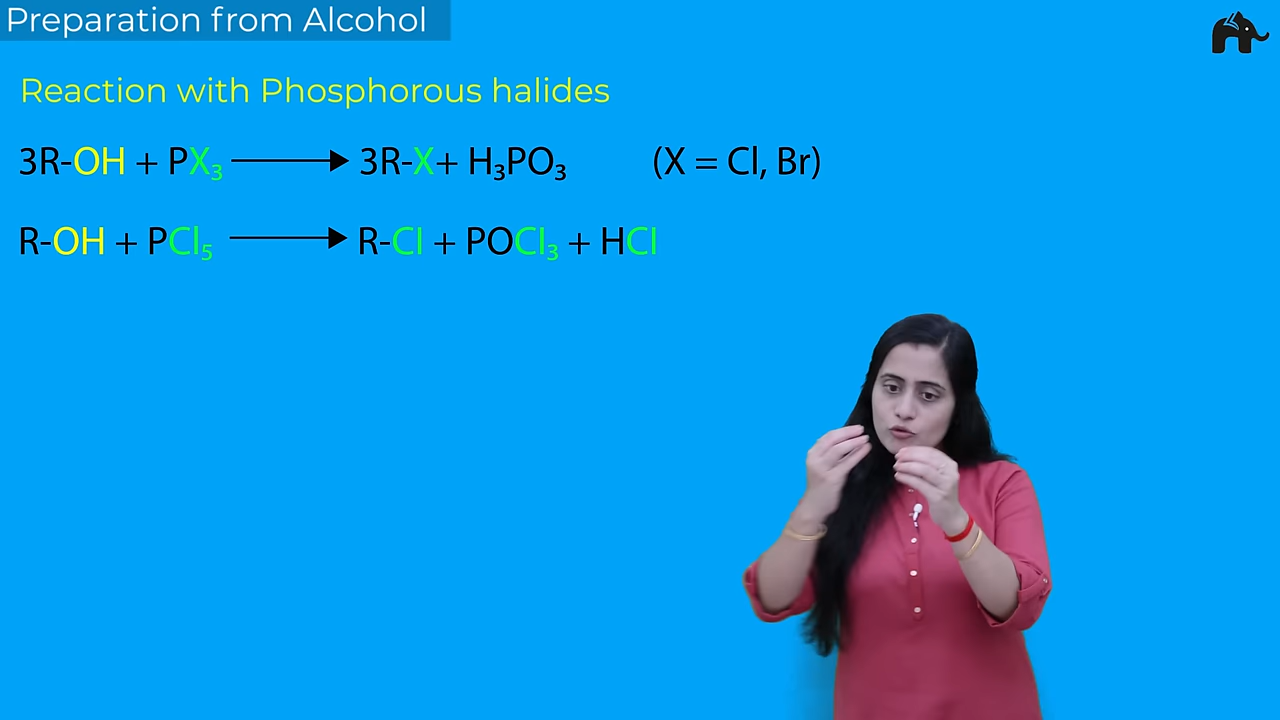 Preparation from Alcohol
Reaction with Phosphorous halides
3R-OH + PX₃ ⟶ 3R-X+ H₃PO₃ (X = Cl, Br)
R-OH + PCl₅ ⟶ R-Cl + POCl₃ + HCl